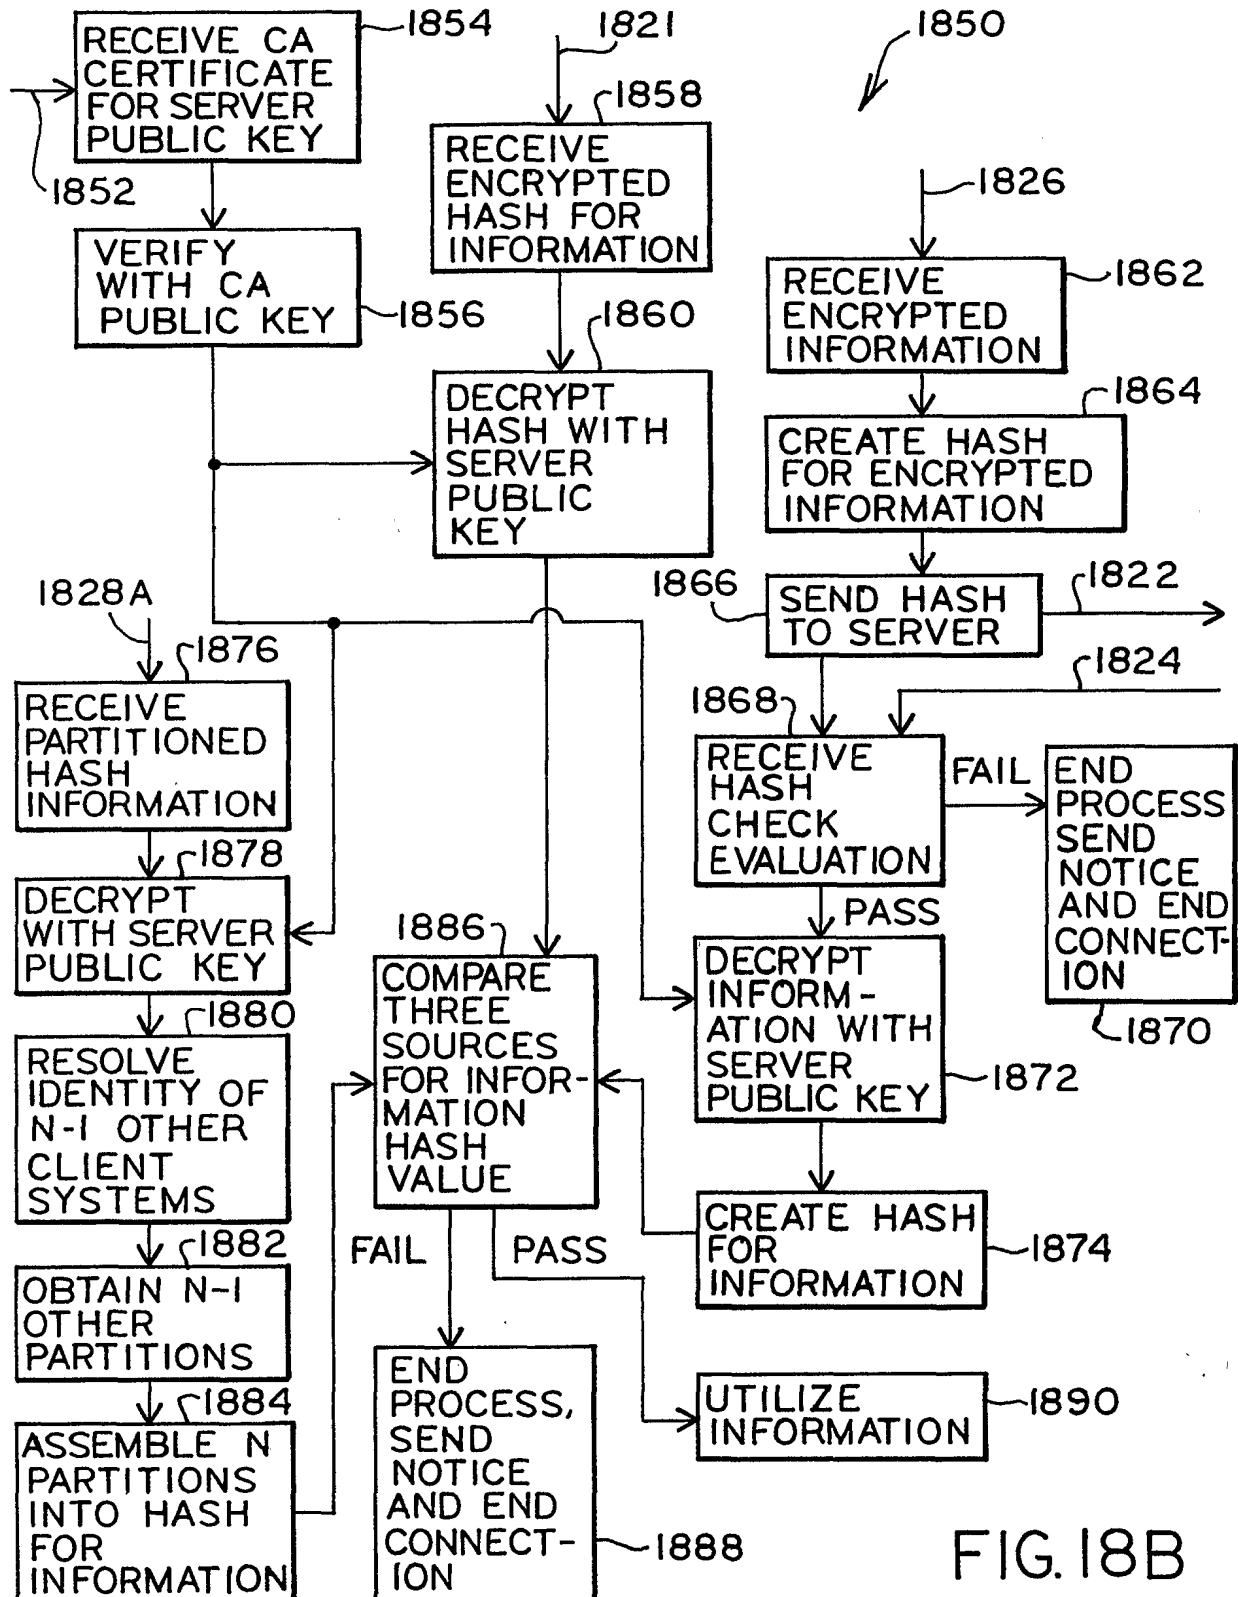 1854
RECEIVE CA
CERTIFICATE
FOR SERVER
PUBLIC KEY
1852
VERIFY
WITH CA
PUBLIC KEY
1856
1821
1858
RECEIVE
ENCRYPTED
HASH FOR
INFORMATION
1860
DECRYPT
HASH WITH
SERVER
PUBLIC
KEY
1850
1826
1862
RECEIVE
ENCRYPTED
INFORMATION
1864
CREATE HASH
FOR ENCRYPTED
INFORMATION
1866
SEND HASH
TO SERVER
1822
1824
1868
RECEIVE
HASH
CHECK
EVALUATION
FAIL
END
PROCESS
SEND
NOTICE
AND END
CONNECT-
ION
1870
PASS
DECRYPT
INFORM-
ATION WITH
SERVER
PUBLIC KEY
1872
CREATE HASH
FOR
INFORMATION
1874
1828A
1876
RECEIVE
PARTITIONED
HASH
INFORMATION
1878
DECRYPT
WITH SERVER
PUBLIC KEY
1880
RESOLVE
IDENTITY OF
N-1 OTHER
CLIENT
SYSTEMS
1882
OBTAIN N-1
OTHER
PARTITIONS
1884
ASSEMBLE N
PARTITIONS
INTO HASH
FOR
INFORMATION
1886
COMPARE
THREE
SOURCES
FOR INFOR-
MATION
HASH
VALUE
FAIL
PASS
END
PROCESS,
SEND
NOTICE
AND END
CONNECT-
ION
1888
UTILIZE
INFORMATION
1890
FIG. 18B